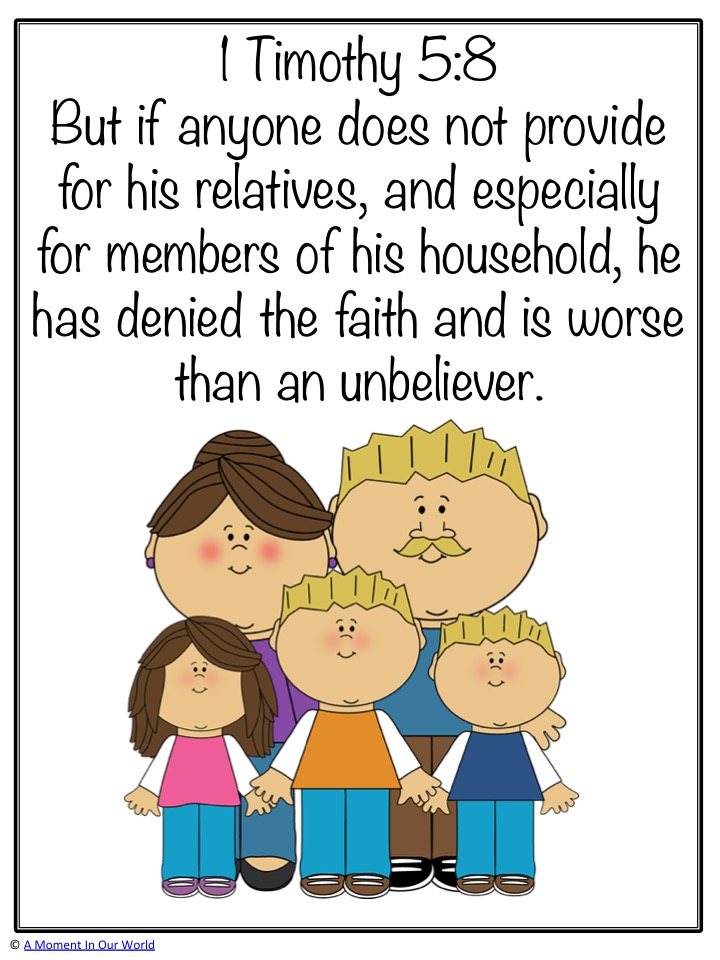 1 Timothy 5:8
But if anyone does not provide
for his relatives, and especially
for members of his household, he
has denied the faith and is worse
than an unbeliever.
© A Moment In Our World